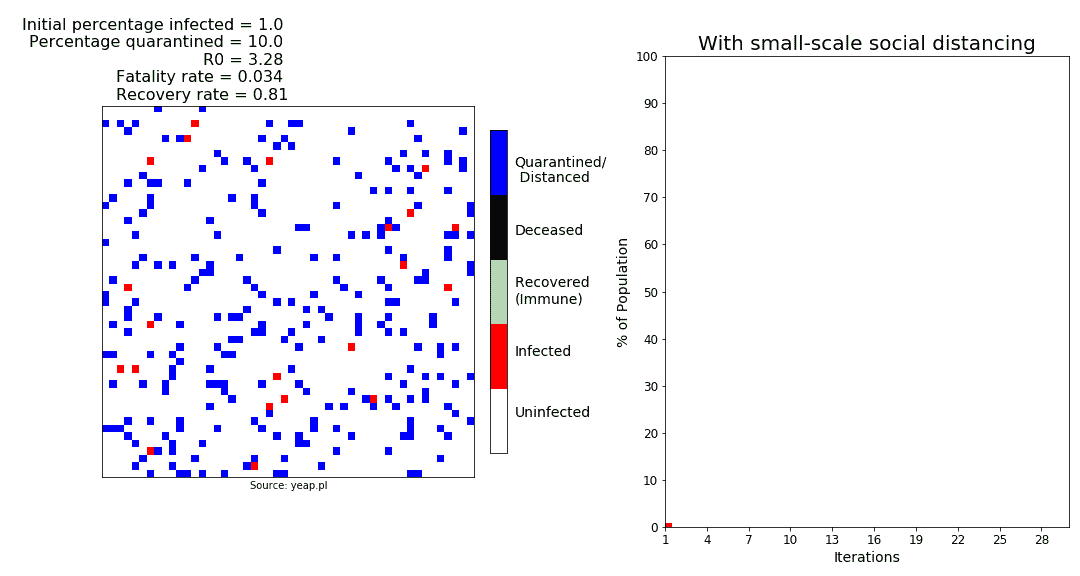 Initial percentage infected = 1.0
Percentage quarantined = 10.0
R0 = 3.28
Fatality rate = 0.034
Recovery rate = 0.81
Quarantined/
Distanced
Deceased
Recovered
(Immune)
Infected
Uninfected
Source: yeap.pl
With small-scale social distancing
100
90
80
70
60
50
40
30
20
10
0
% of Population
1 4 7 10 13 16 19 22 25 28
Iterations